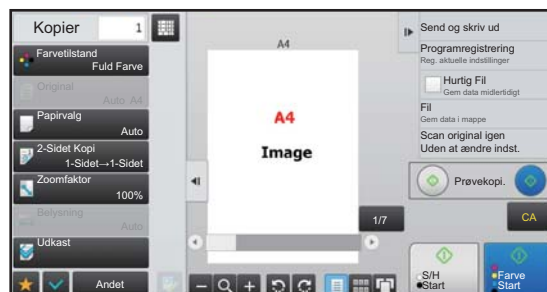 Kopier 1
Farvetilstand
Fuld Farve
Original
Auto A4
Papirvalg
Auto
2-Sidet Kopi
1-Sidet→1-Sidet
Zoomfaktor
100%
Belysning
Auto
Udkast
Andet
A4
A4
Image
1/7
Send og skriv ud
Programregistrering
Reg. aktuelle indstillinger
Hurtig Fil
Gem data midlertidigt
Fil
Gem data i mappe
Scan original igen
Uden at ændre indst.
Prøvekopi.
CA
S/H
Start
Farve
Start